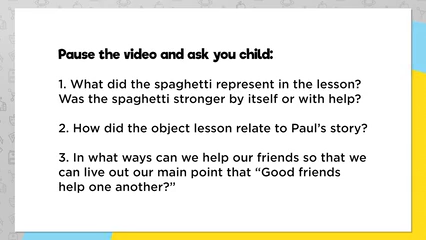 Pause the video and ask you child:
1. What did the spaghetti represent in the lesson?
Was the spaghetti stronger by itself or with help?
2. How did the object lesson relate to Paul's story?
3. In what ways can we help our friends so that we
can live out our main point that “Good friends
help one another?”